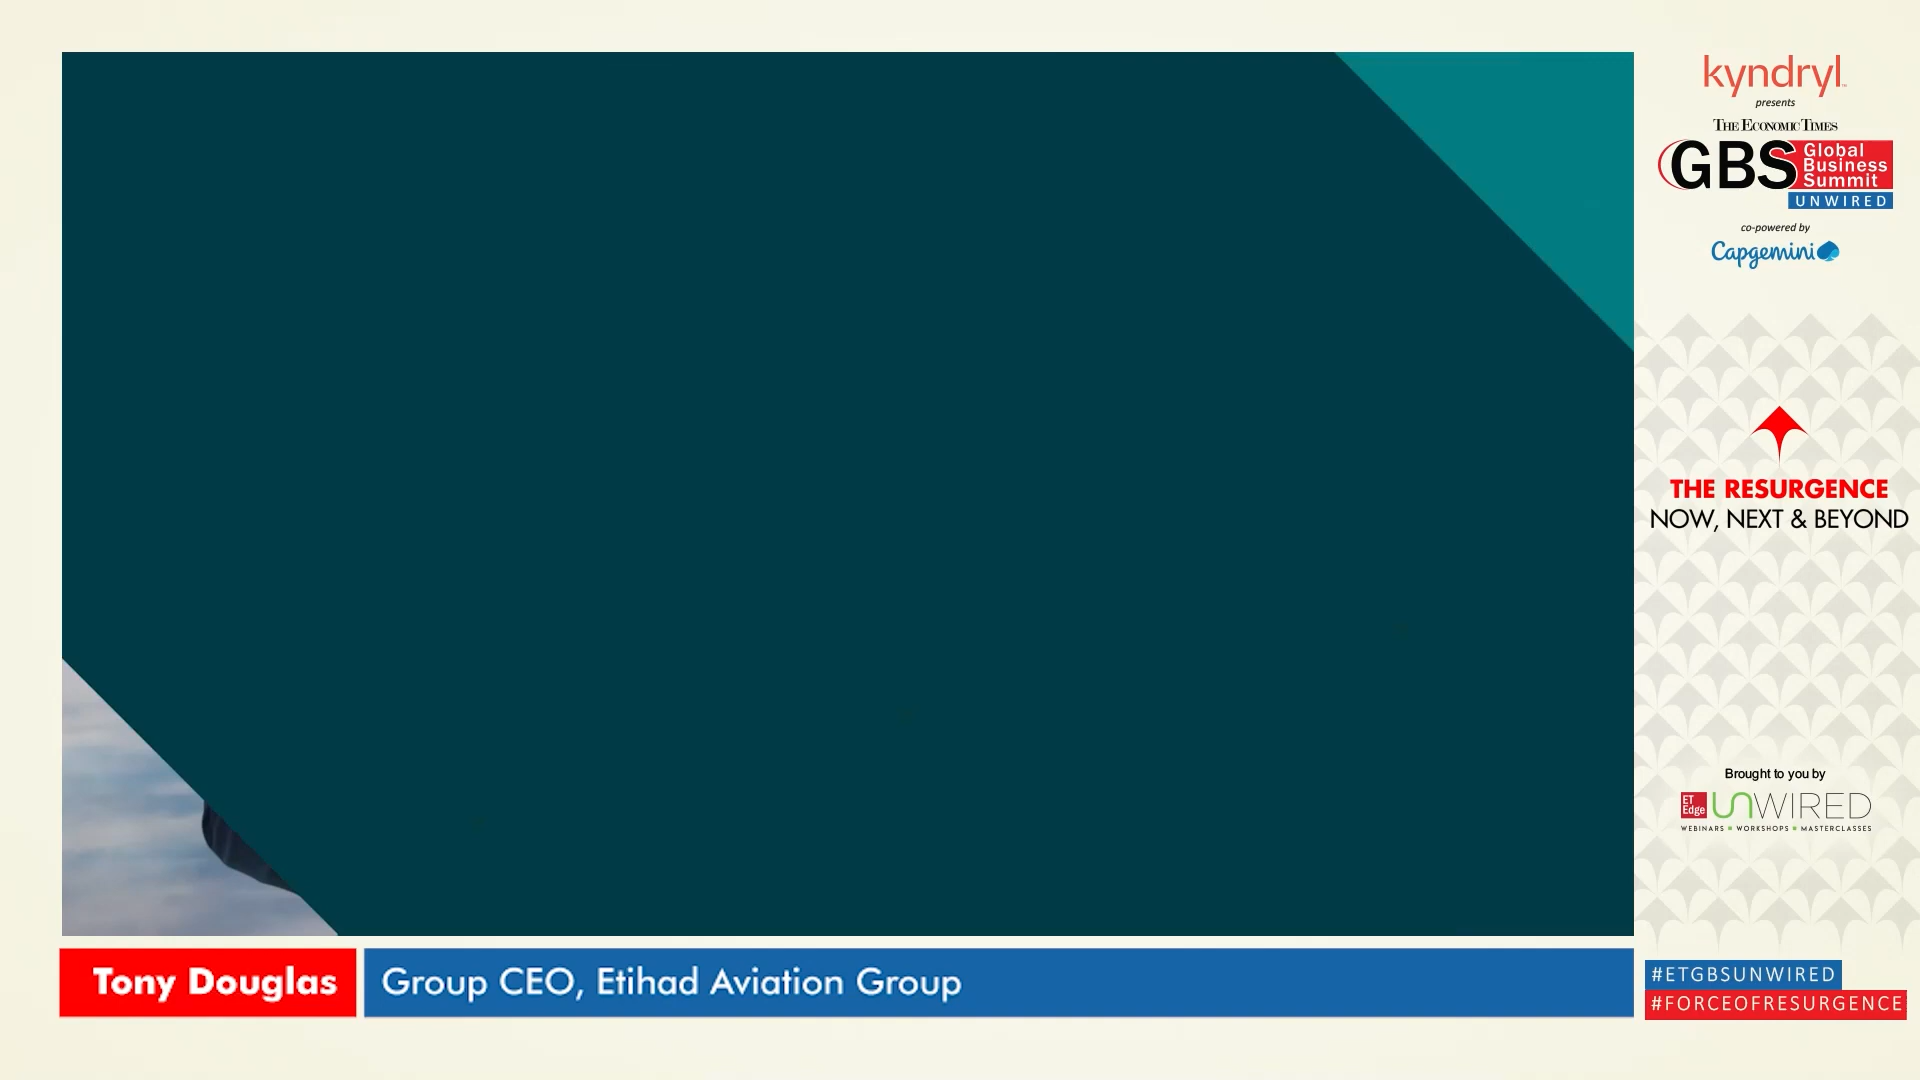 kyndryl
presents
THE ECONOMIC TIMES
GBS Global
Business
Summit
UNWIRED
co-powered by
Capgemini
THE RESURGENCE
NOW, NEXT & BEYOND
Brought to you by
ET Edge UNWIRED
WEBINARS WORKSHOPS MASTERCLASSES
Tony Douglas Group CEO, Etihad Aviation Group
#ETGBSUNWIRED
#FORCEOFRESURGENCE